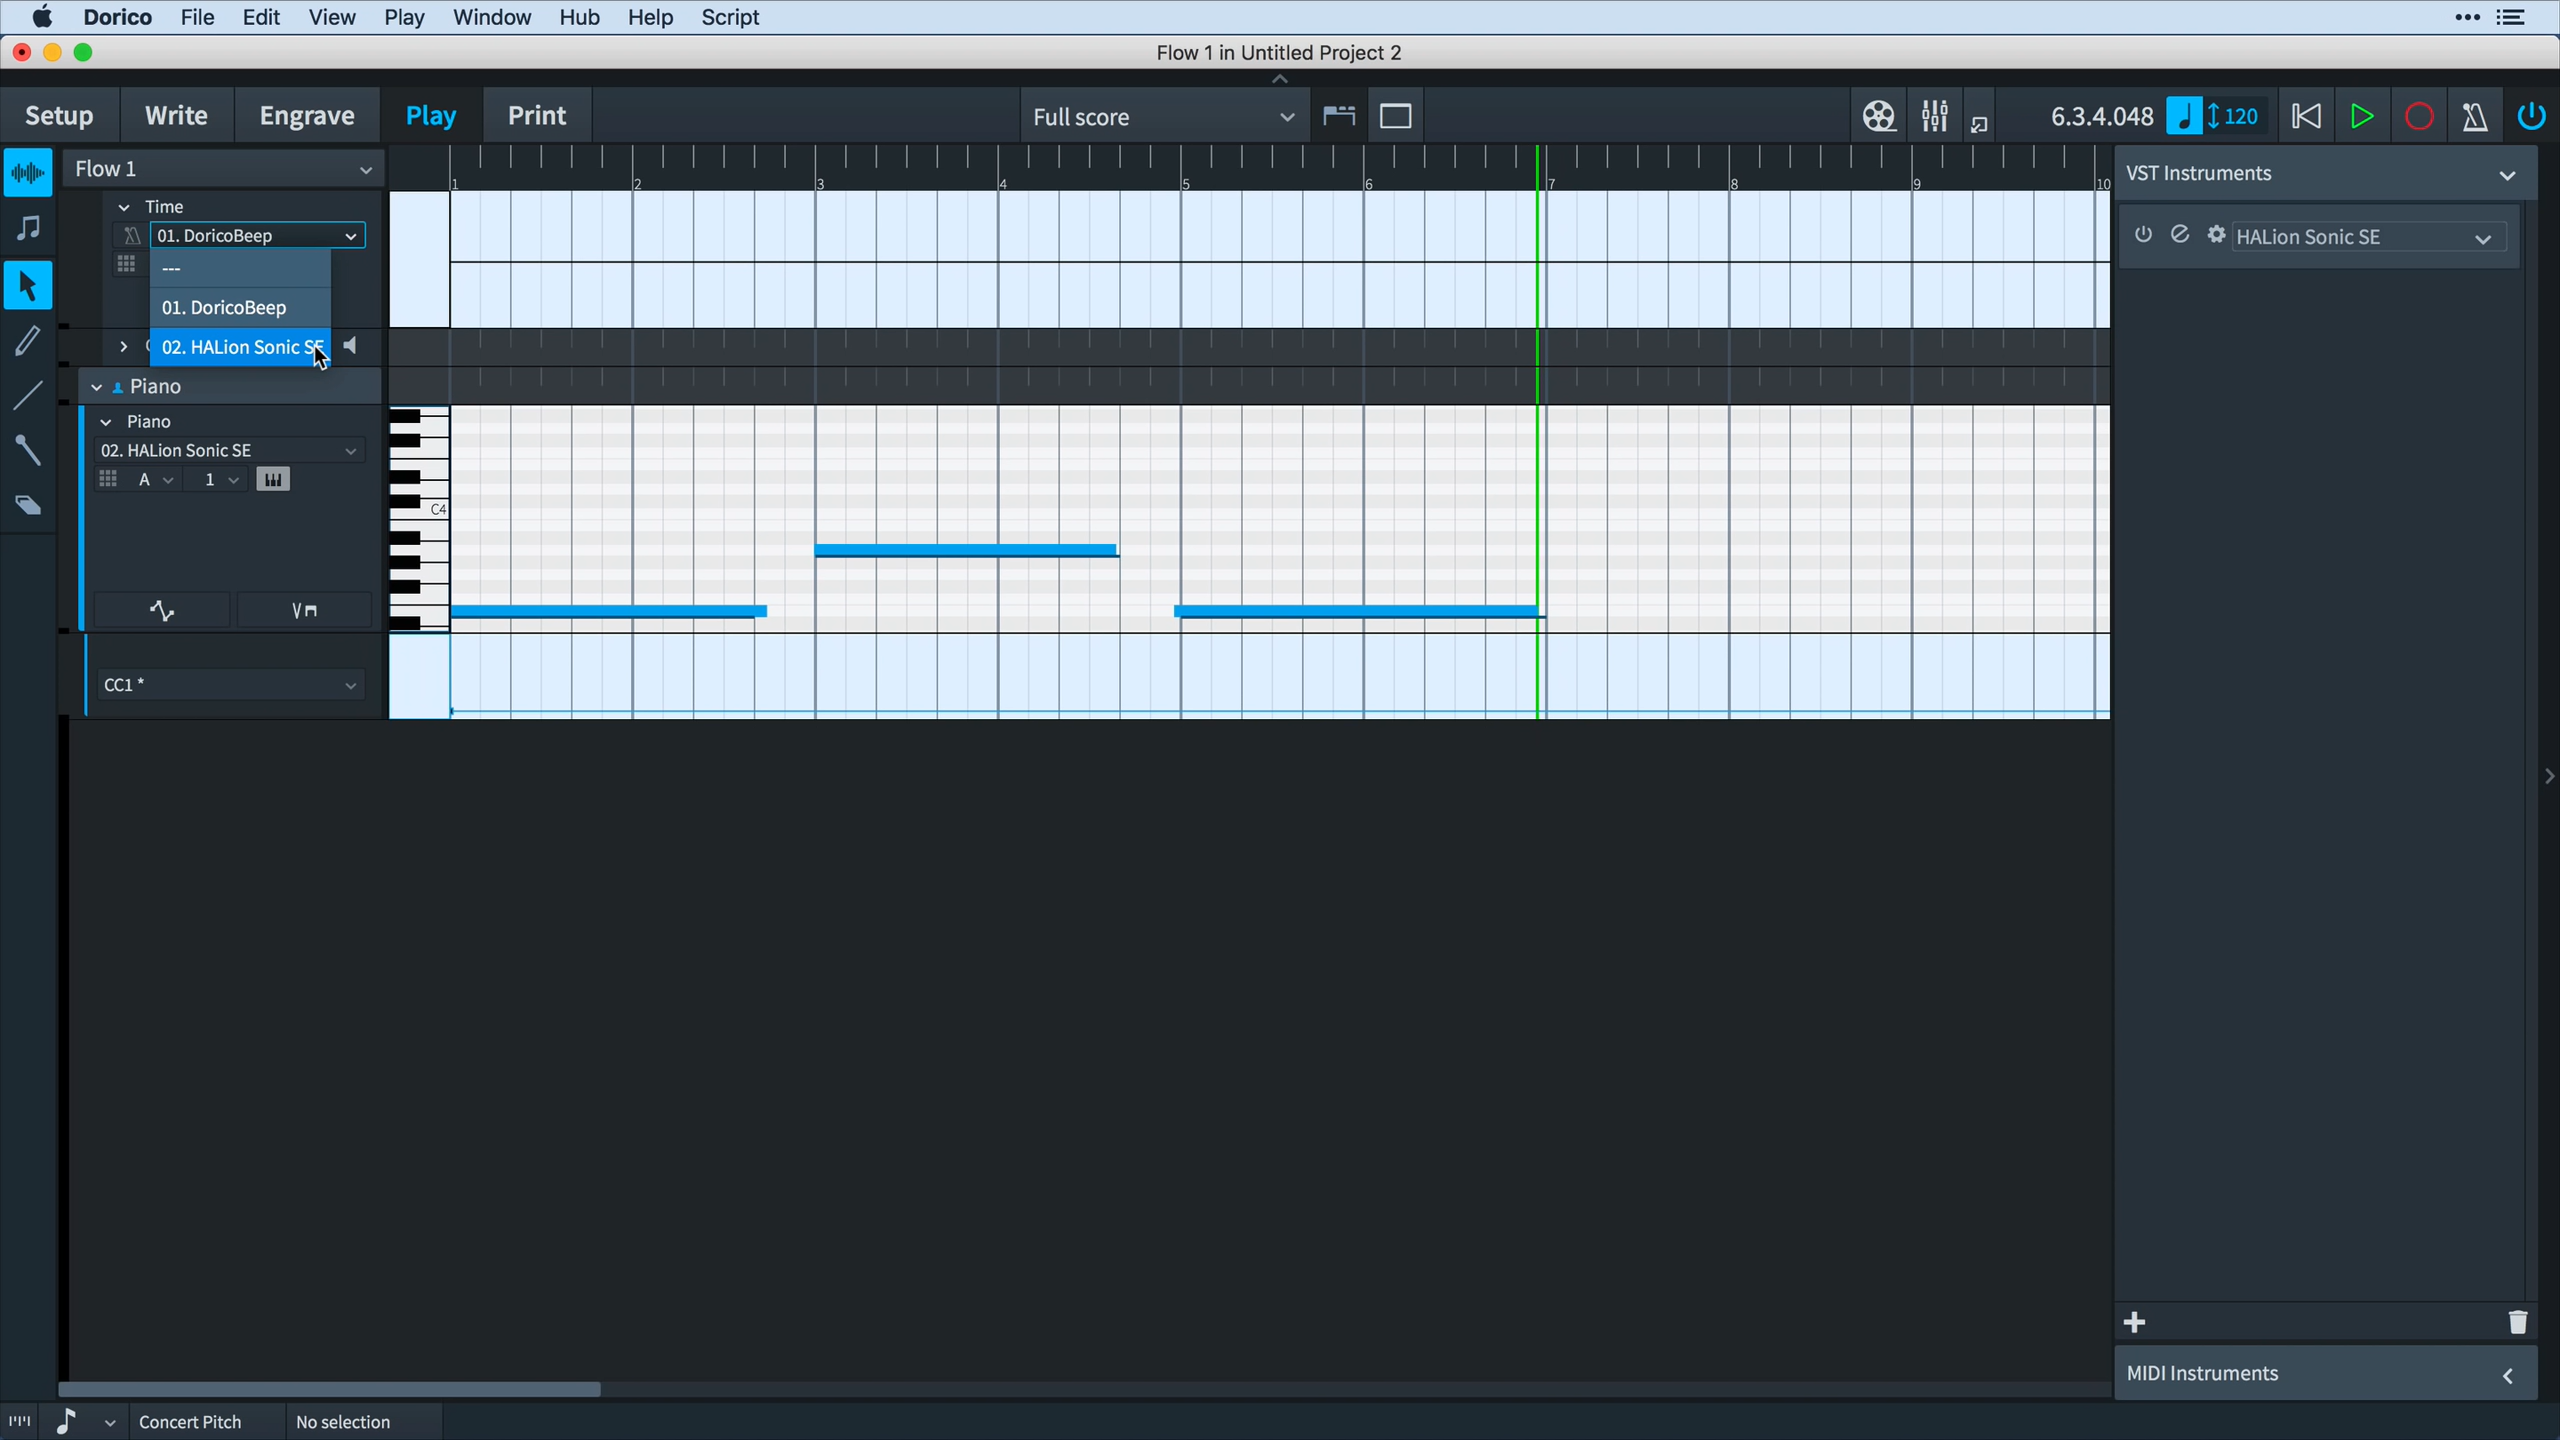 Dorico File Edit View Play Window Hub Help Script
Flow 1 in Untitled Project 2
Setup Write Engrave Play Print Full score 6.3.4.048 120
Flow 1
1 2 3 4 5 6 7 8 9 10
VST Instruments
Time
01. DoricoBeep
HALion Sonic SE
---
01. DoricoBeep
02. HALion Sonic SE
Piano
Piano
02. HALion Sonic SE
A 1
C4
CC1 *
MIDI Instruments
Concert Pitch No selection